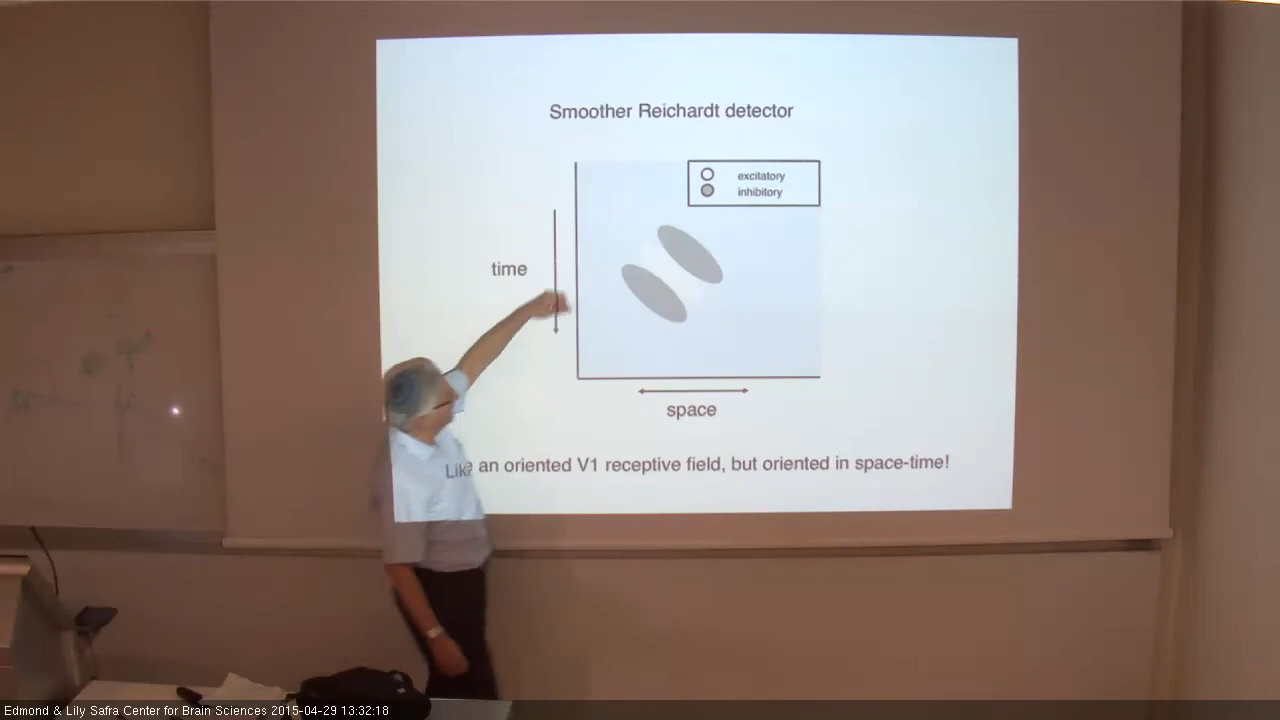 Smoother Reichardt detector
excitatory
inhibitory
time
space
Like an oriented V1 receptive field, but oriented in space-time!
Edmond & Lily Safra Center for Brain Sciences 2015-04-29 13:32:18